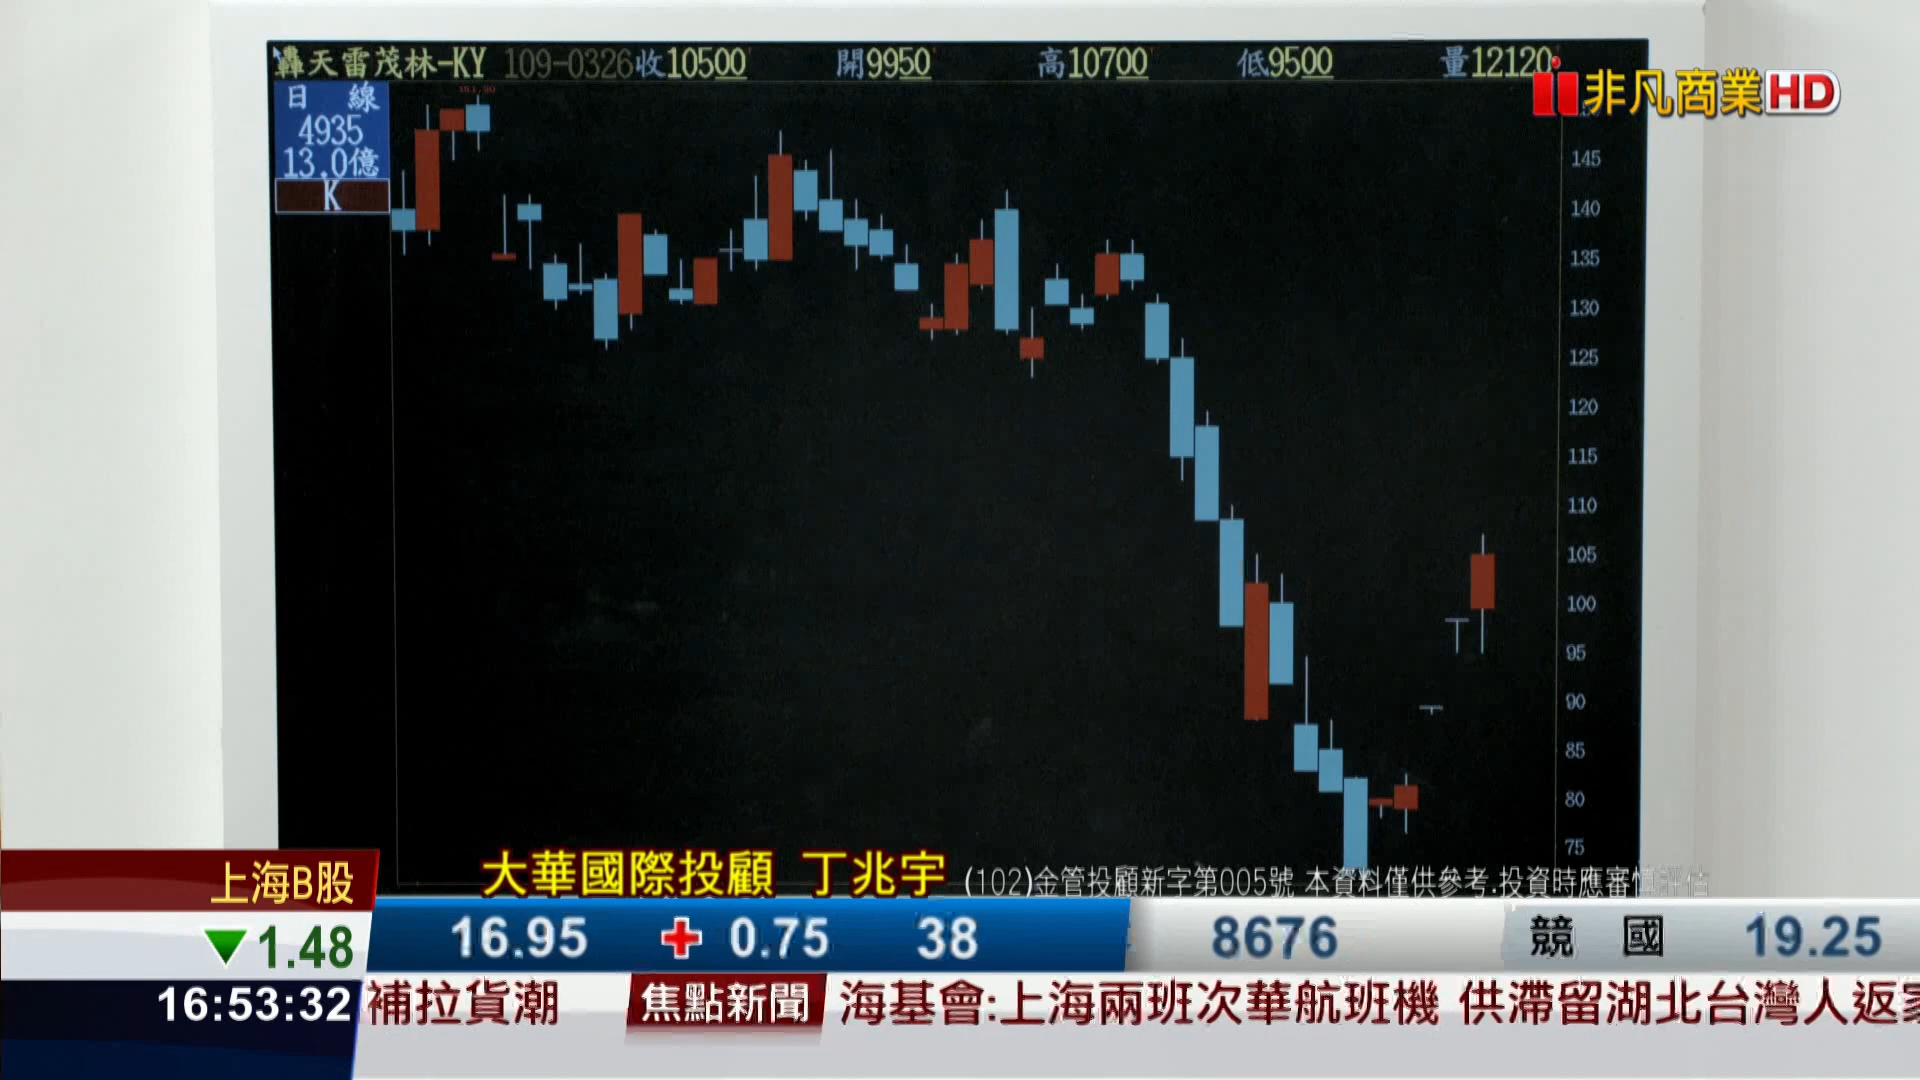 轟天雷茂林-KY 109-0326收10500 開9950 高10700 低9500 量12120
非凡商業HD
日 線
4935
13.0億
K
151.50
145
140
135
130
125
120
115
110
105
100
95
90
85
80
75
大華國際投顧 丁兆宇 (102)金管投顧新字第005號 本資料僅供參考.投資時應審慎評估
上海B股
▼1.48
16.95 + 0.75 38 8676 競 國 19.25
16:53:32 補拉貨潮 焦點新聞 海基會:上海兩班次華航班機 供滯留湖北台灣人返家